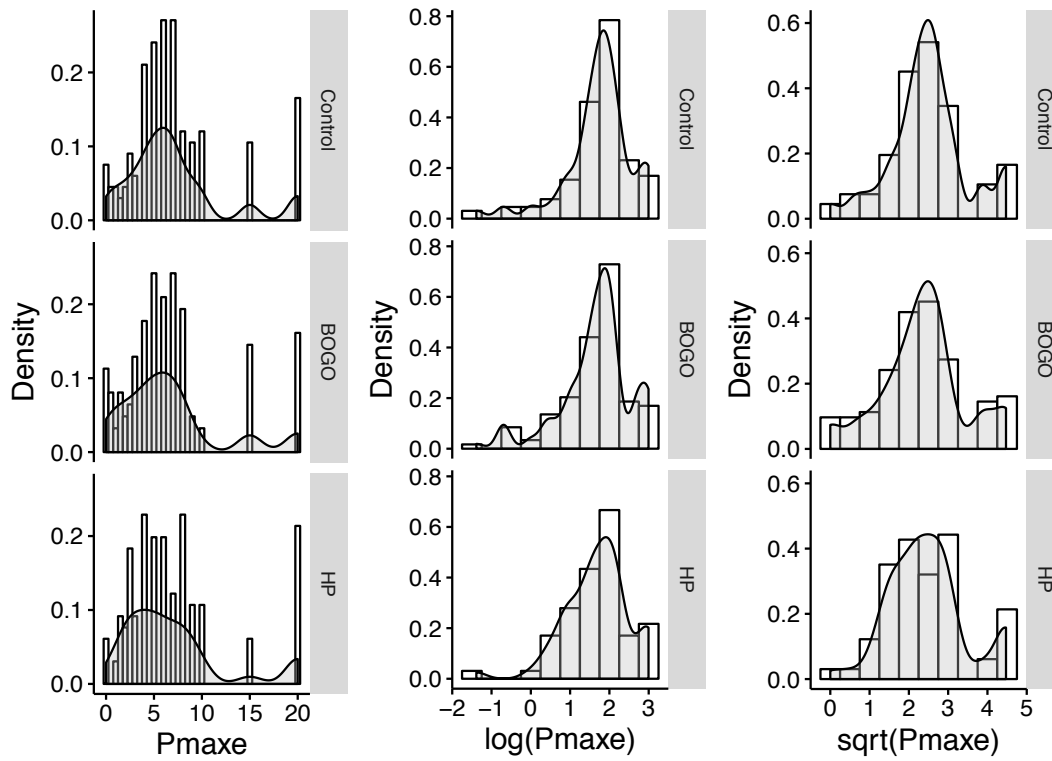 Density
0.2
0.1
0.0
Control
0.2
0.1
0.0
BOGO
0.2
0.1
0.0
HP
0 5 10 15 20
Pmaxe
Density
0.8
0.6
0.4
0.2
0.0
Control
0.8
0.6
0.4
0.2
0.0
BOGO
0.8
0.6
0.4
0.2
0.0
HP
−2 −1 0 1 2 3
log(Pmaxe)
Density
0.6
0.4
0.2
0.0
Control
0.6
0.4
0.2
0.0
BOGO
0.6
0.4
0.2
0.0
HP
0 1 2 3 4 5
sqrt(Pmaxe)